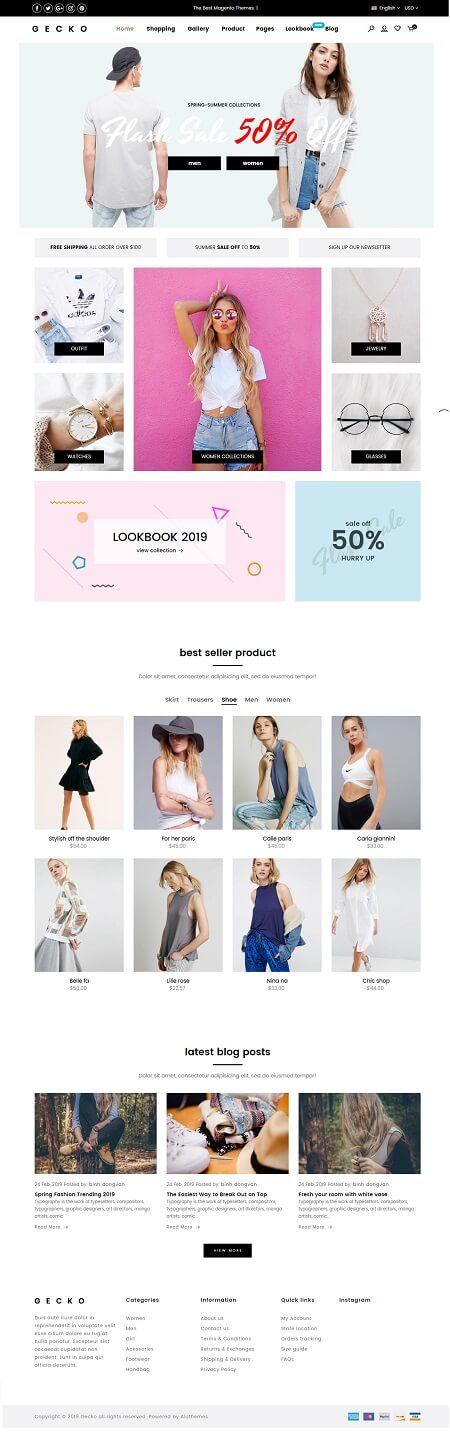 The Best Magento Themes :)
English
USD
GECKO
Home Shopping Gallery Product Pages Lookbook Blog
SPRING-SUMMER COLLECTIONS
Flash Sale 50% Off
men
women
FREE SHIPPING ALL ORDER OVER $100
SUMMER SALE OFF TO 50%
SIGN UP OUR NEWSLETTER
adidas
OUTFIT
WOMEN COLLECTIONS
JEWELRY
WATCHES
GLASSES
LOOKBOOK 2019
view collection →
sale off
50%
HURRY UP
best seller product
Dolor sit amet, consectetur adipisicing elit, sed do eiusmod tempor!
Skirt Trousers Shoe Men Women
Stylish off the shoulder
$54.00
For her paris
$45.00
Calie paris
$45.00
Carla giannini
$33.00
Belle fa
$50.00
Lilie rose
$22.57
Nina na
$33.00
Chic shop
$44.00
latest blog posts
Dolor sit amet, consectetur adipisicing elit, sed do eiusmod tempor!
24 Feb 2019 Posted by: binh dongvan
Spring Fashion Trending 2019
Typography is the work of typesetters, compositors,
typographers, graphic designers, art directors, manga
artists, comic
Read More →
24 Feb 2019 Posted by: binh dongvan
The Easiest Way to Break Out on Top
Typography is the work of typesetters, compositors,
typographers, graphic designers, art directors, manga
artists, comic...
Read More →
24 Feb 2019 Posted by: binh dongvan
Fresh your room with white vase
Typography is the work of typesetters, compositors,
typographers, graphic designers, art directors, manga
artists, comic...
Read More →
VIEW MORE
GECKO
Duis aute irure dolor in
reprehenderit in voluptate velit
esse cillum dolore eu fugiat
nulla pariatur. Excepteur sint
occaecat cupidatat non
proident, sunt in culpa qui
officia deserunt.
Categories
Women
Men
Girl
Acessories
Footwear
Handbag
Information
About us
Contact us
Terms & Conditions
Returns & Exchanges
Shipping & Delivery
Privacy Policy
Quick links
My Account
Store location
Orders tracking
Size guide
FAQs
Instagram
Copyright © 2019 Gecko all rights reserved. Powered by Alothemes